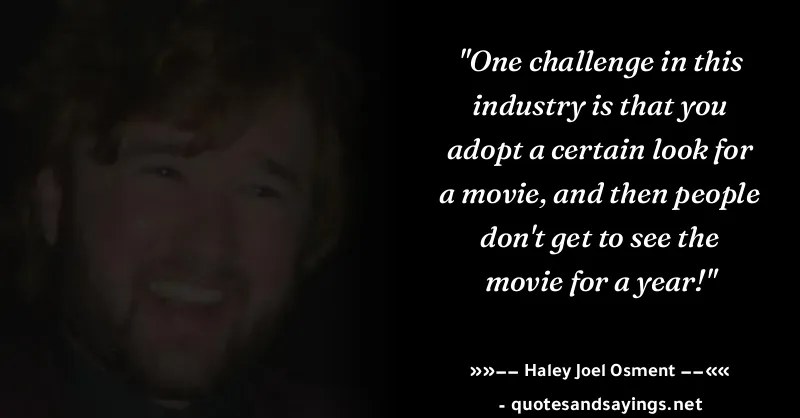 "One challenge in this
industry is that you
adopt a certain look for
a movie, and then people
don't get to see the
movie for a year!"
»»−− Haley Joel Osment −−««
- quotesandsayings.net